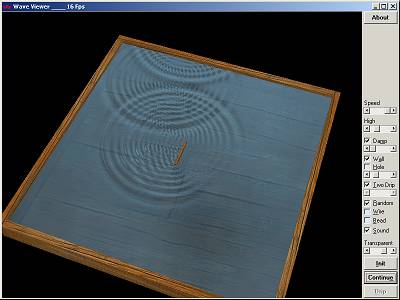 Wave Viewer ____ 16 Fps
About
Speed
High
Damp
Wall
Hole
Two Drip
Random
Wire
Bead
Sound
Transparent
Init
Continue
Drip